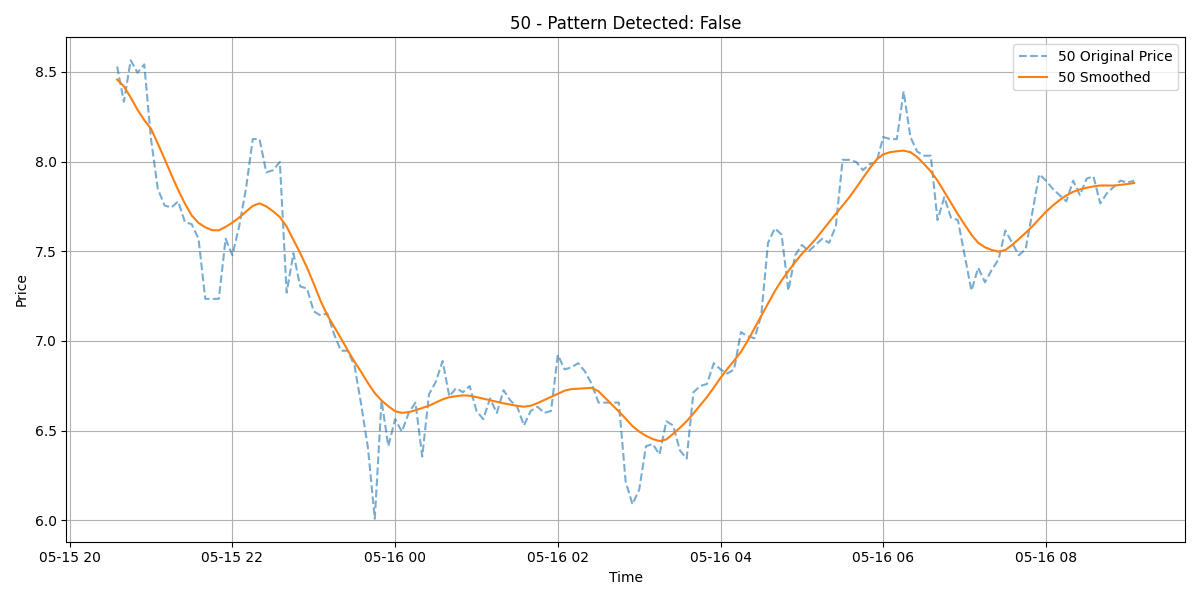 50 - Pattern Detected: False
50 Original Price
50 Smoothed
Price
8.5
8.0
7.5
7.0
6.5
6.0
05-15 20
05-15 22
05-16 00
05-16 02
05-16 04
05-16 06
05-16 08
Time